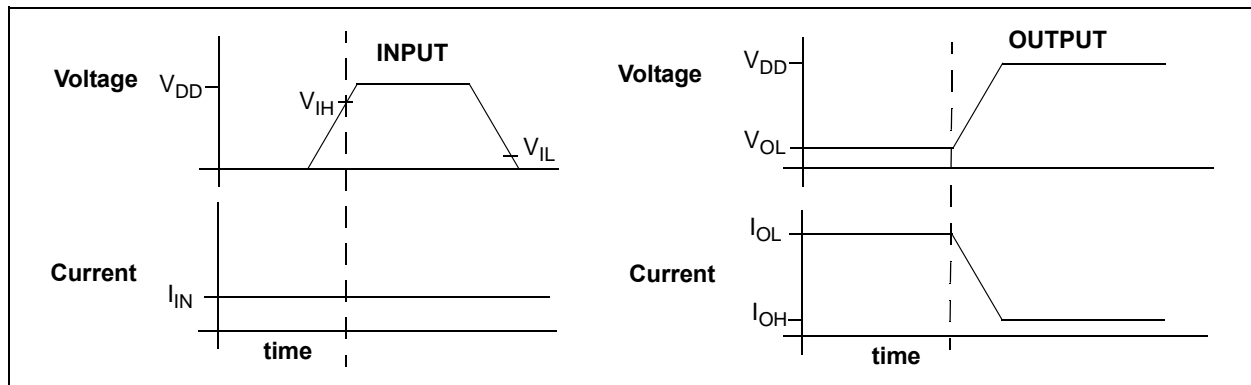 INPUT
Voltage
VDD
VIH
VIL
Current
IIN
time
OUTPUT
Voltage
VDD
VOL
IOL
Current
IOH
time